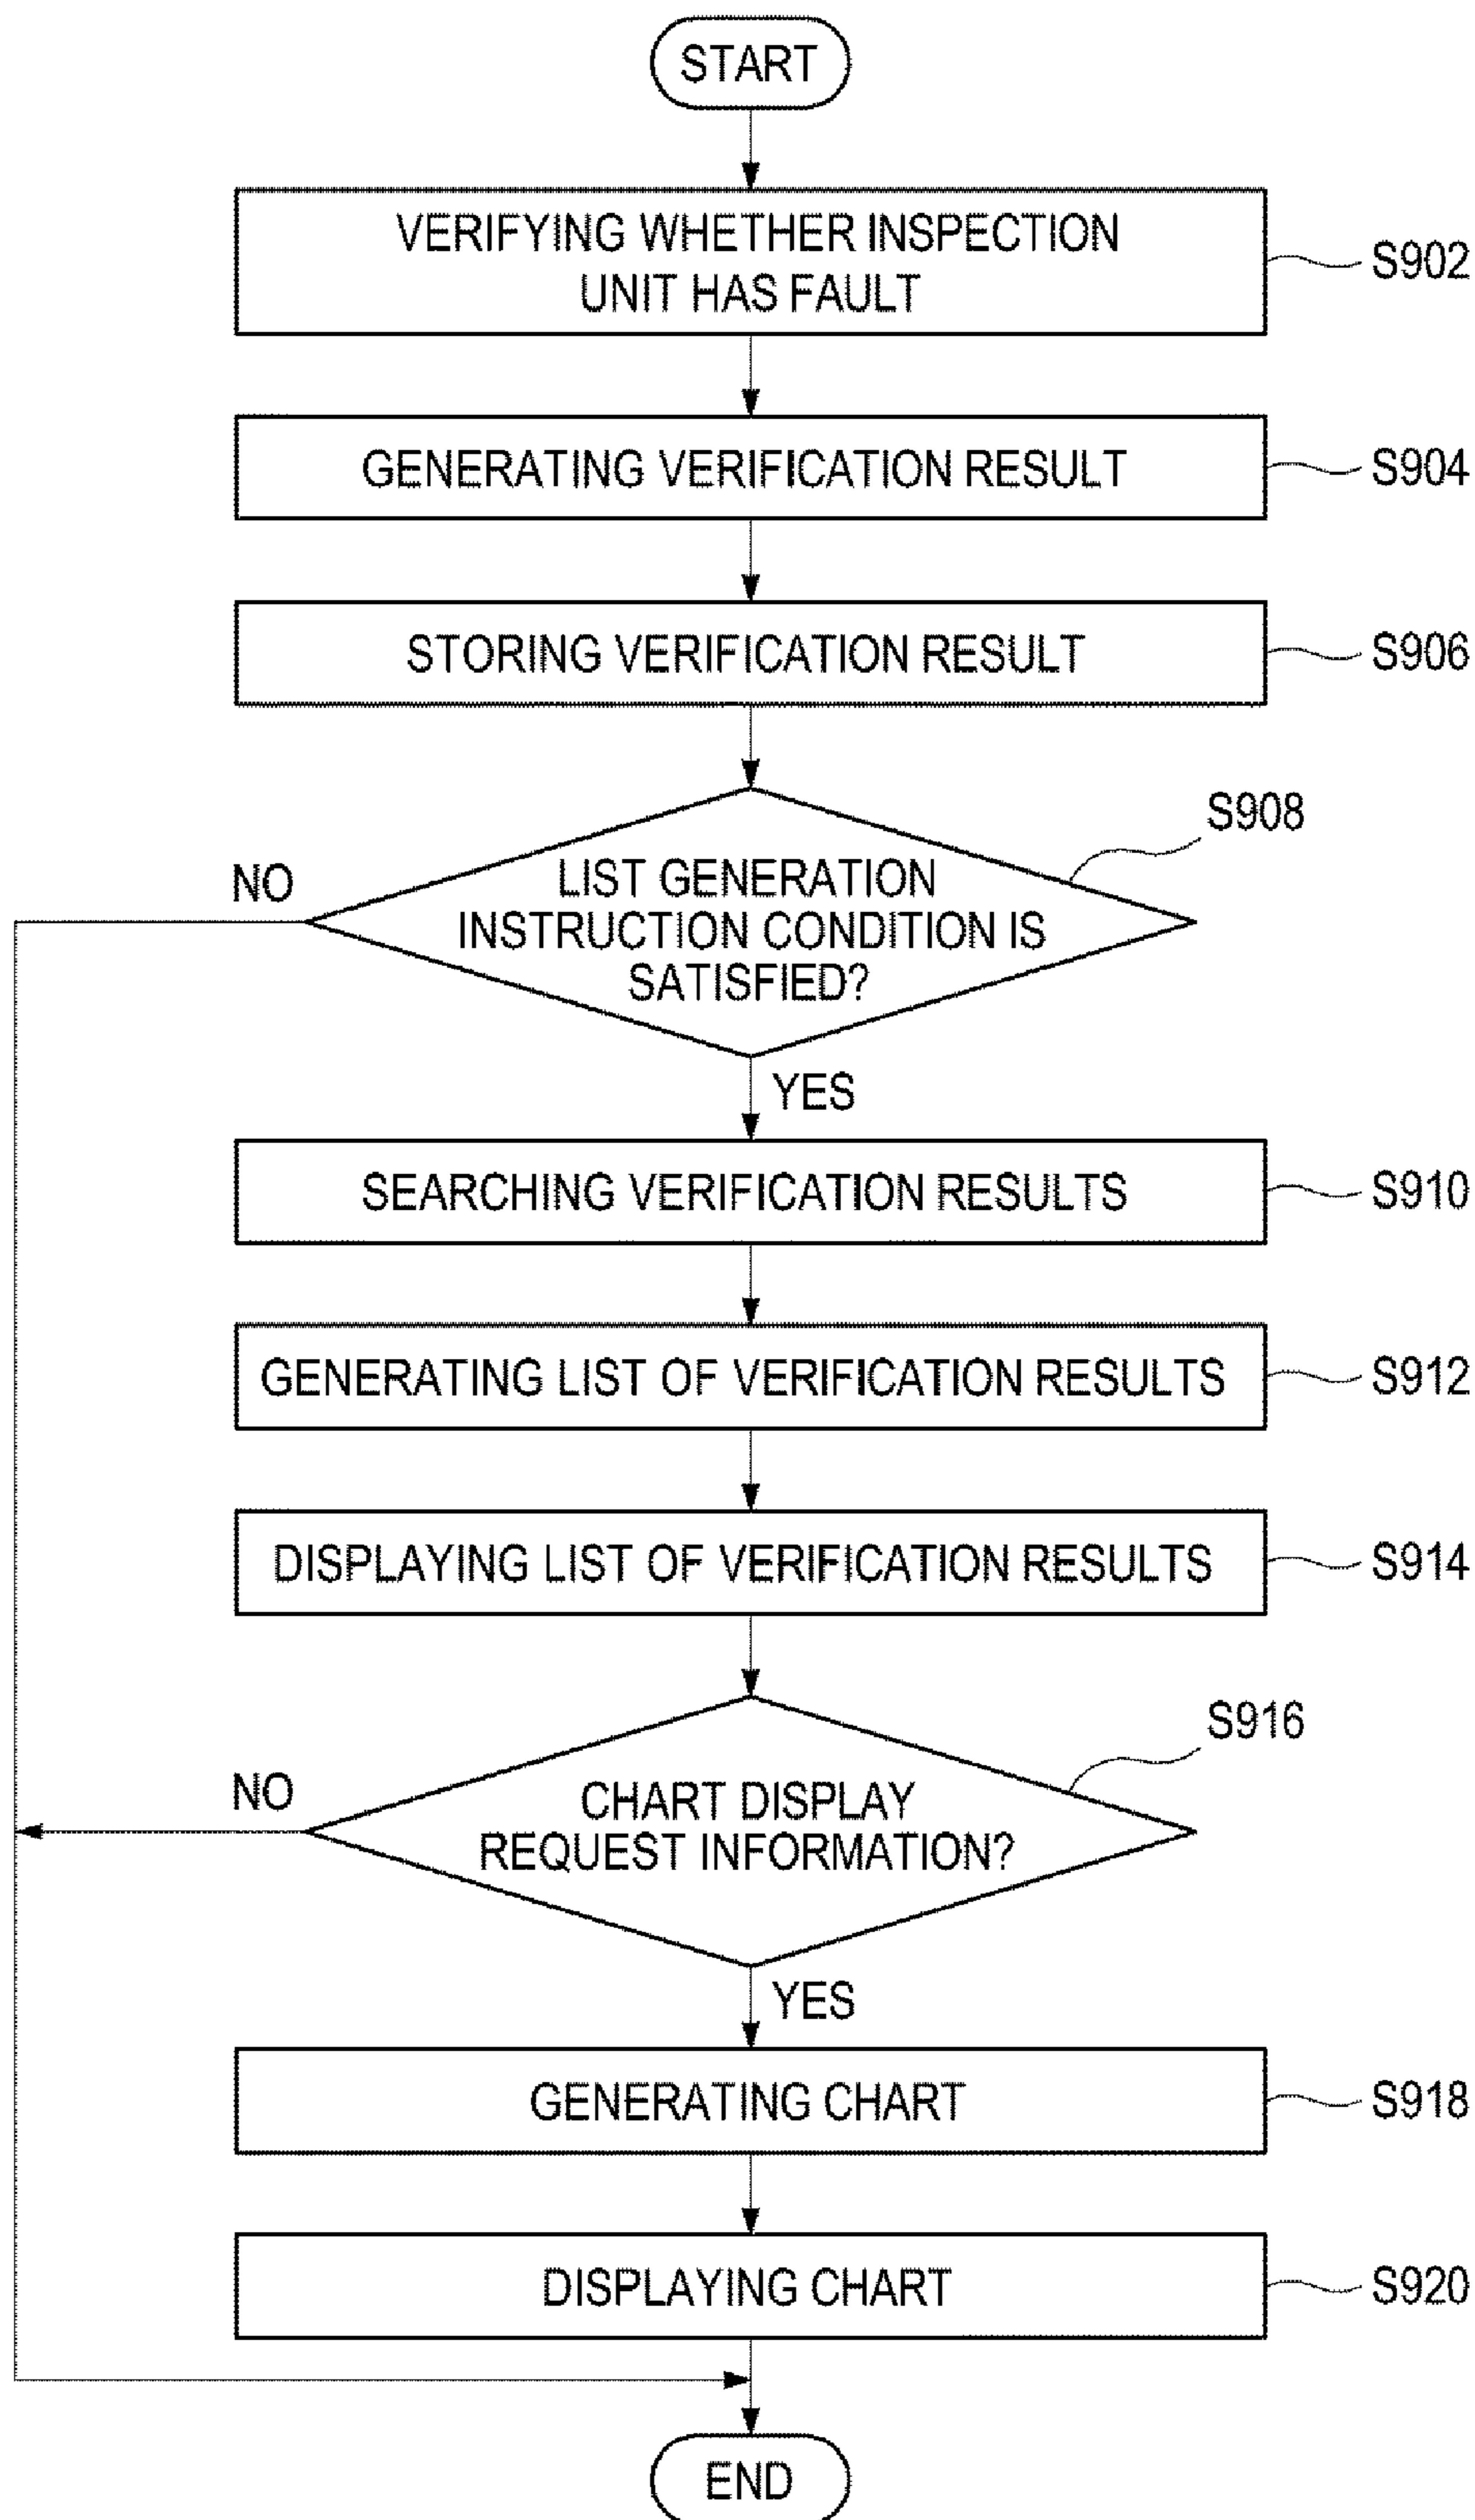 START
VERIFYING WHETHER INSPECTION
UNIT HAS FAULT
S902
GENERATING VERIFICATION RESULT
S904
STORING VERIFICATION RESULT
S906
S908
NO
LIST GENERATION
INSTRUCTION CONDITION IS
SATISFIED?
YES
SEARCHING VERIFICATION RESULTS
S910
GENERATING LIST OF VERIFICATION RESULTS
S912
DISPLAYING LIST OF VERIFICATION RESULTS
S914
S916
NO
CHART DISPLAY
REQUEST INFORMATION?
YES
GENERATING CHART
S918
DISPLAYING CHART
S920
END